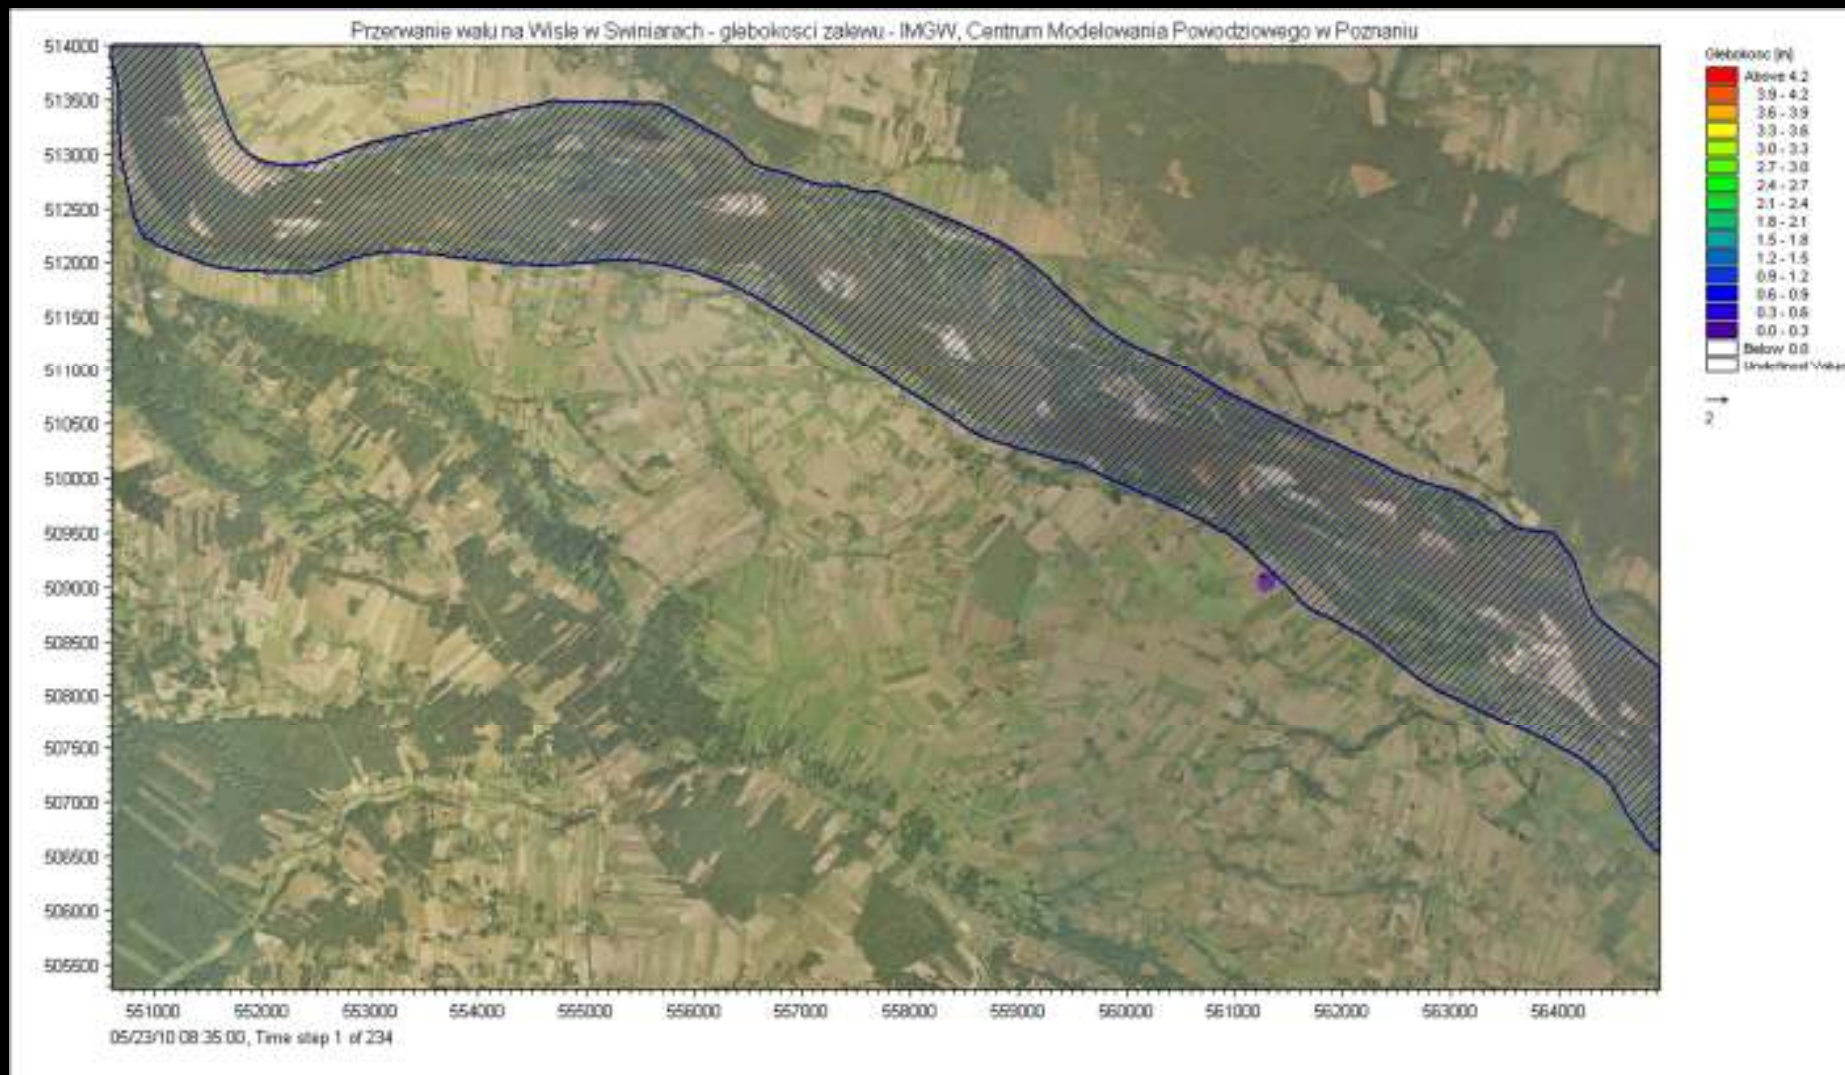 Przerwanie walu na Wisle w Swiniarach - glebokosci zalewu - IMGW, Centrum Modelowania Powodziowego w Poznaniu
514000
513500
513000
512500
512000
511500
511000
510500
510000
509500
509000
508500
508000
507500
507000
506500
506000
505500
551000 552000 553000 554000 555000 556000 557000 558000 559000 560000 561000 562000 563000 564000
05/23/10 08:35:00, Time step 1 of 234
Glebokosc [m]
Above 4.2
3.9 - 4.2
3.6 - 3.9
3.3 - 3.6
3.0 - 3.3
2.7 - 3.0
2.4 - 2.7
2.1 - 2.4
1.8 - 2.1
1.5 - 1.8
1.2 - 1.5
0.9 - 1.2
0.6 - 0.9
0.3 - 0.6
0.0 - 0.3
Below 0.0
Undefined Value
2